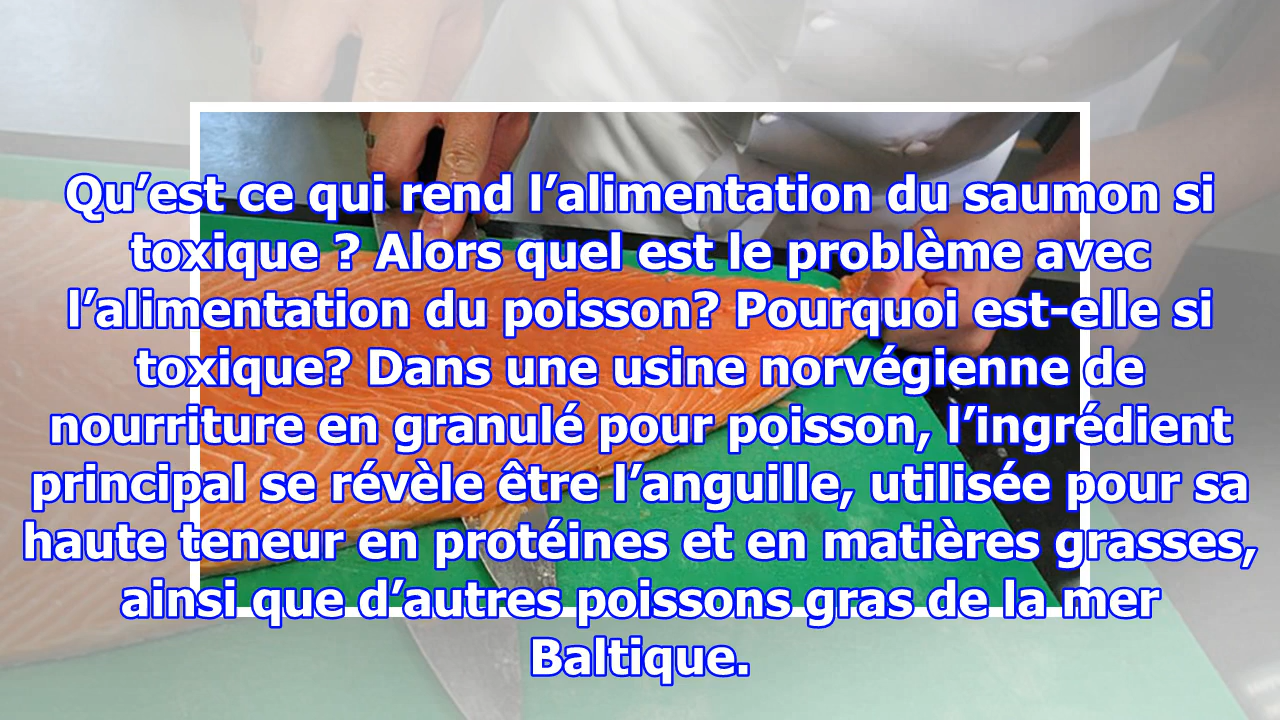 Qu’est ce qui rend l’alimentation du saumon si
toxique ? Alors quel est le problème avec
l’alimentation du poisson? Pourquoi est-elle si
toxique? Dans une usine norvégienne de
nourriture en granulé pour poisson, l’ingrédient
principal se révèle être l’anguille, utilisée pour sa
haute teneur en protéines et en matières grasses,
ainsi que d’autres poissons gras de la mer
Baltique.